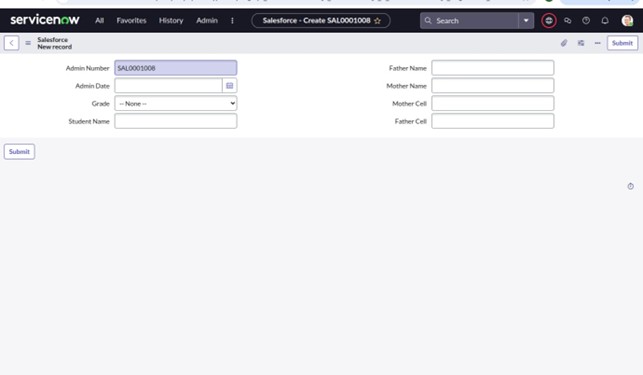 servicenow All Favorites History Admin Salesforce - Create SAL0001008 Search
Salesforce
New record
Submit
Admin Number SAL0001008
Father Name
Admin Date
Mother Name
Grade -- None --
Mother Cell
Student Name
Father Cell
Submit